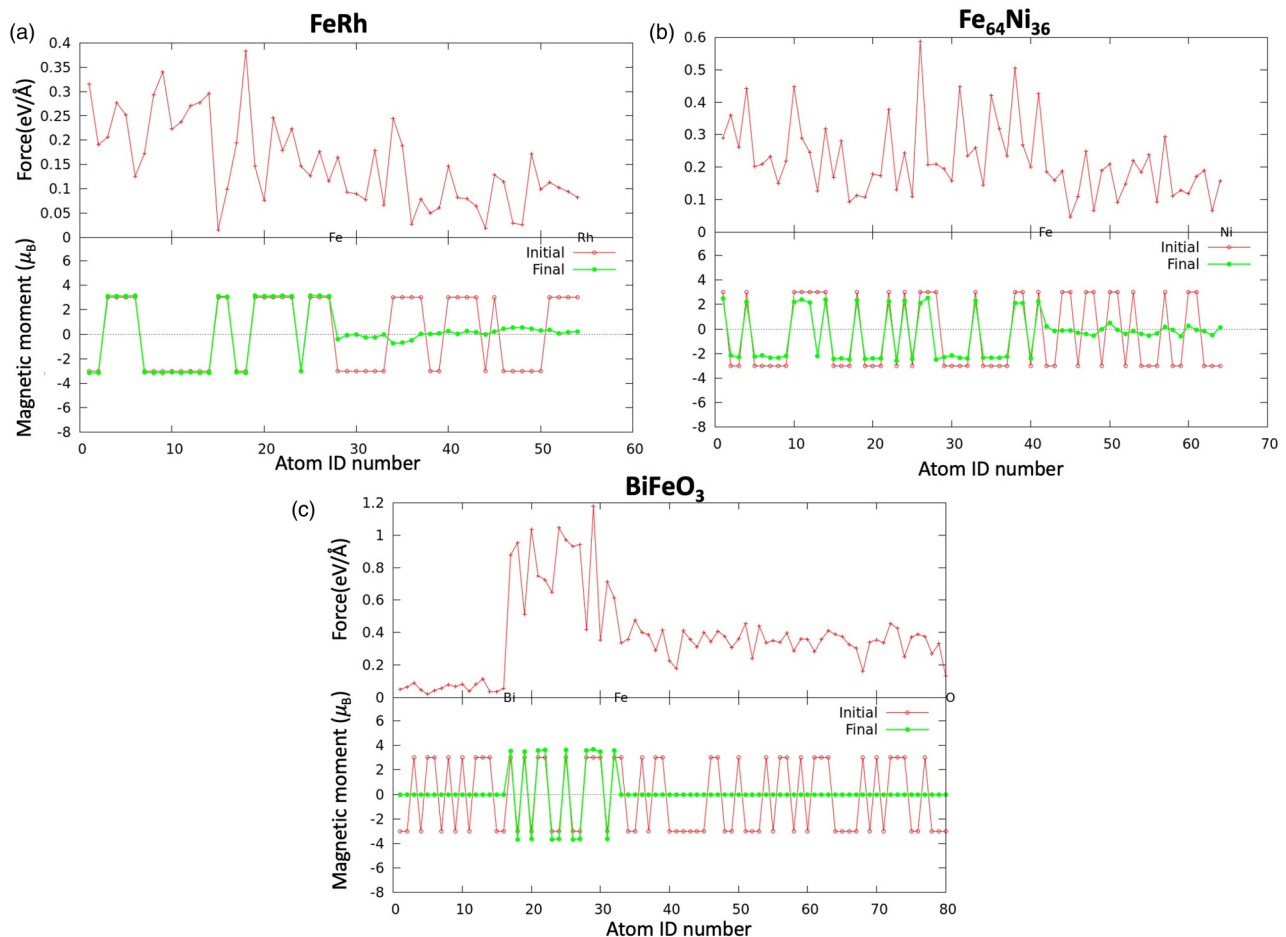 (a)
FeRh
0.4
0.35
0.3
0.25
0.2
0.15
0.1
0.05
0
Force(eV/Å)
Fe
Rh
Initial
Final
6
4
2
0
-2
-4
-6
-8
Magnetic moment (μB)
0 10 20 30 40 50 60
Atom ID number
(b)
Fe64Ni36
0.6
0.5
0.4
0.3
0.2
0.1
0
Fe
Ni
Initial
Final
6
4
2
0
-2
-4
-6
-8
0 10 20 30 40 50 60 70
Atom ID number
(c)
BiFeO3
1.2
1
0.8
0.6
0.4
0.2
0
Force(eV/Å)
Bi
Fe
O
Initial
Final
6
4
2
0
-2
-4
-6
-8
Magnetic moment (μB)
0 10 20 30 40 50 60 70 80
Atom ID number